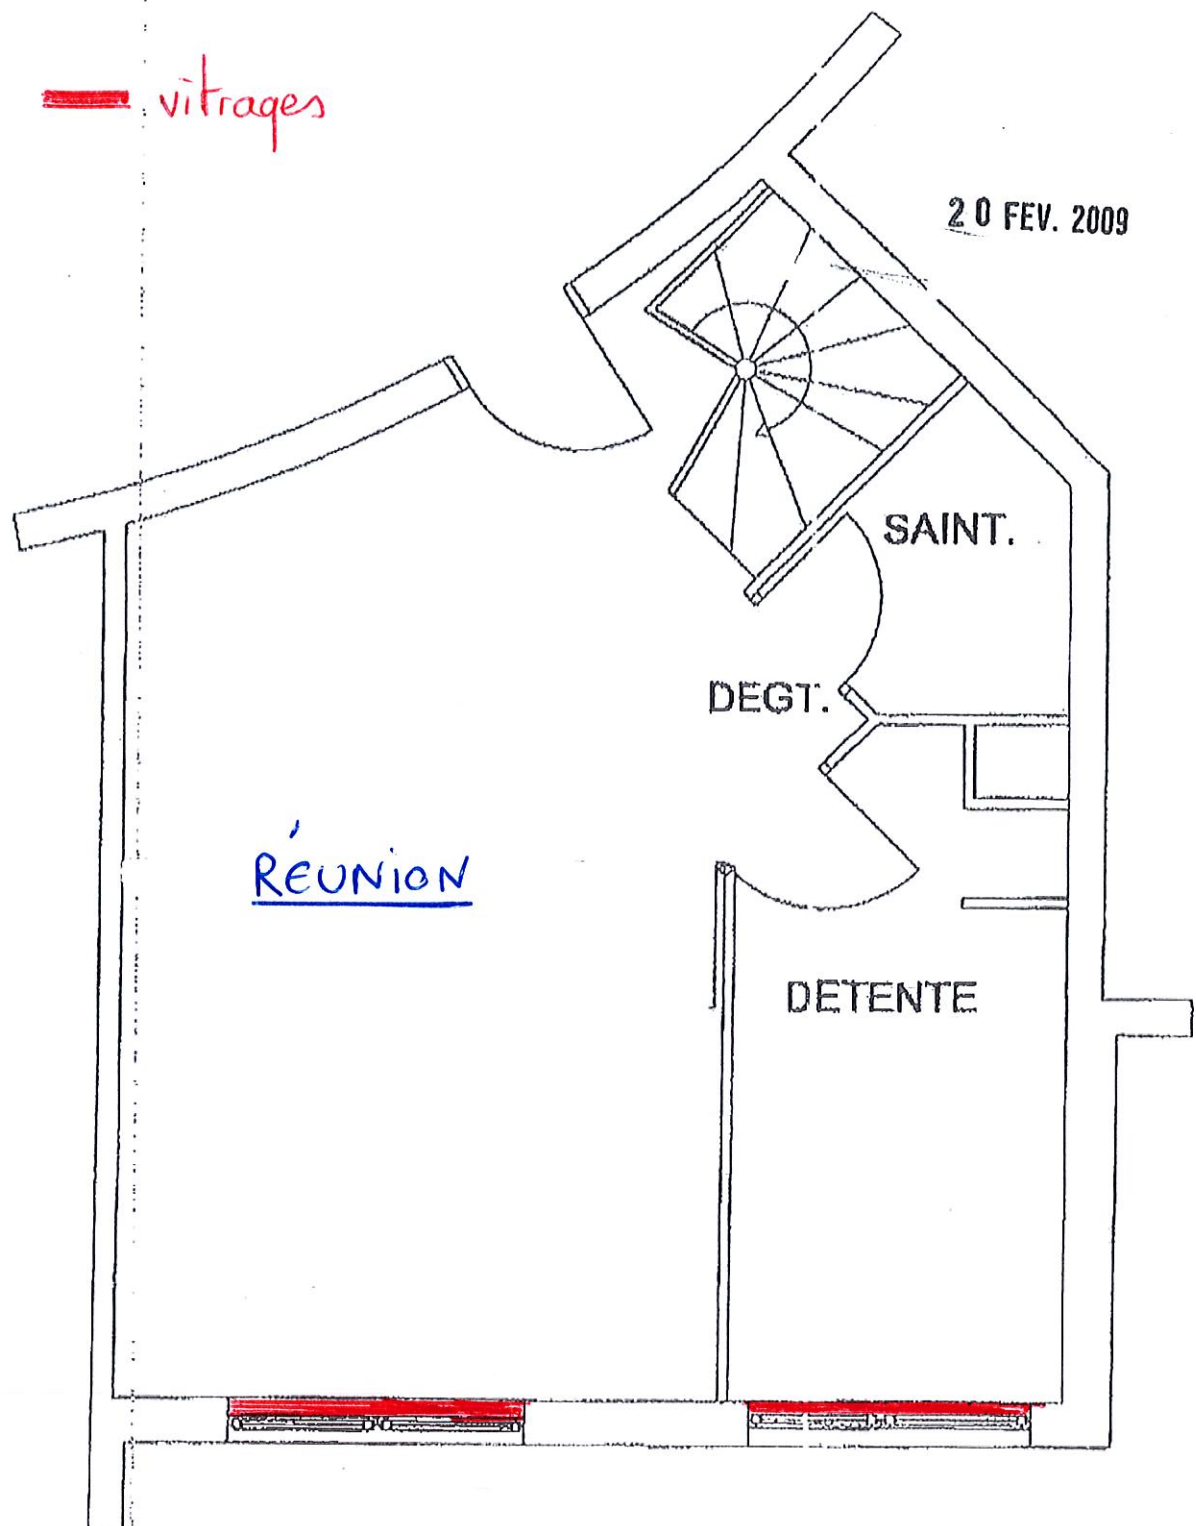 vitrages
20 FEV. 2009
SAINT.
DEGT.
RÉUNION
DETENTE